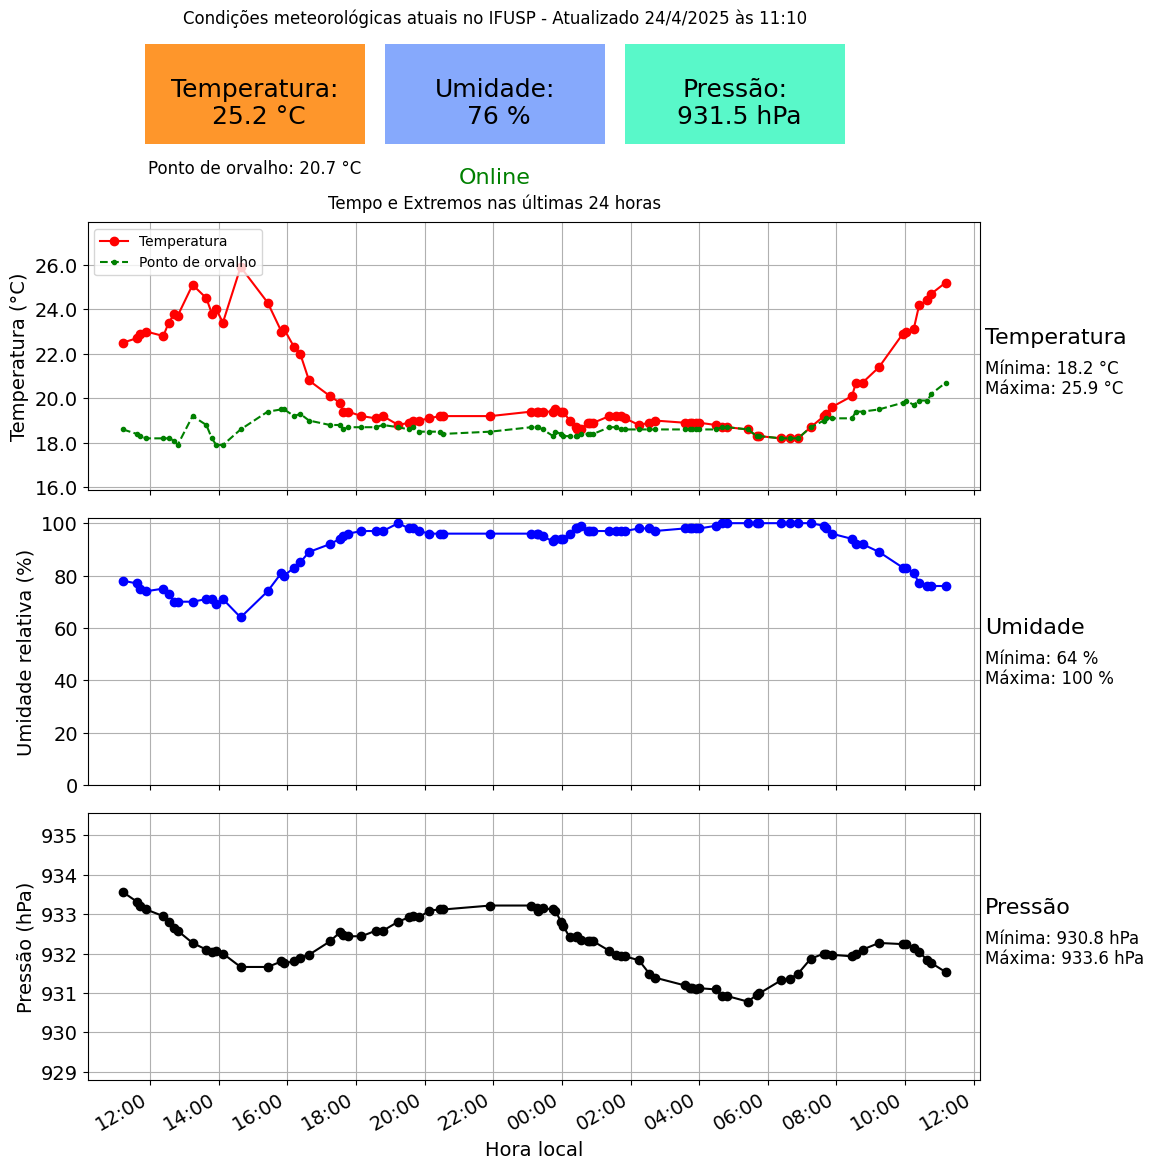 Condições meteorológicas atuais no IFUSP - Atualizado 24/4/2025 às 11:10
Temperatura:
25.2 °C
Umidade:
76 %
Pressão:
931.5 hPa
Ponto de orvalho: 20.7 °C
Online
Tempo e Extremos nas últimas 24 horas
Temperatura (°C)
26.0
24.0
22.0
20.0
18.0
16.0
Temperatura
Ponto de orvalho
Temperatura
Mínima: 18.2 °C
Máxima: 25.9 °C
Umidade relativa (%)
100
80
60
40
20
0
Umidade
Mínima: 64 %
Máxima: 100 %
Pressão (hPa)
935
934
933
932
931
930
929
Pressão
Mínima: 930.8 hPa
Máxima: 933.6 hPa
12:00 14:00 16:00 18:00 20:00 22:00 00:00 02:00 04:00 06:00 08:00 10:00 12:00
Hora local